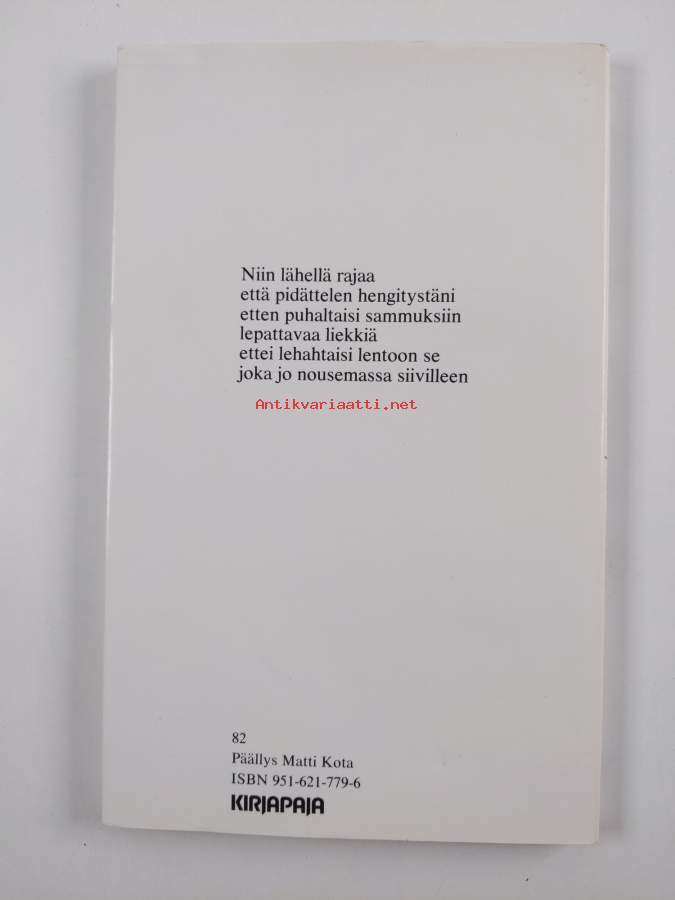 Niin lähellä rajaa
että pidättelen hengitystäni
etten puhaltaisi sammuksiin
lepattavaa liekkiä
ettei lehahtaisi lentoon se
joka jo nousemassa siivilleen
Antikvariaatti.net
82
Päällys Matti Kota
ISBN 951-621-779-6
KIRJAPAJA